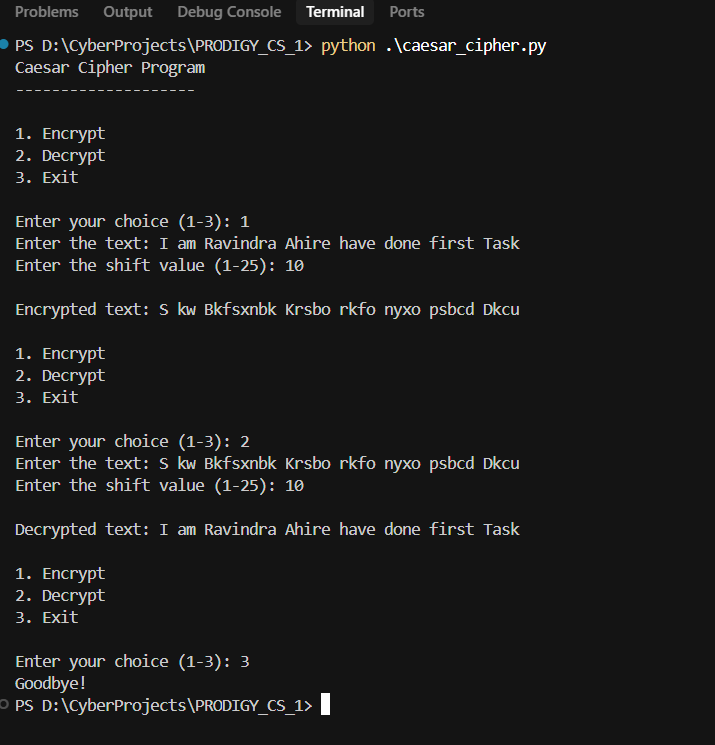 Problems Output Debug Console Terminal Ports
PS D:\CyberProjects\PRODIGY_CS_1> python .\caesar_cipher.py
Caesar Cipher Program
--------------------
1. Encrypt
2. Decrypt
3. Exit
Enter your choice (1-3): 1
Enter the text: I am Ravindra Ahire have done first Task
Enter the shift value (1-25): 10
Encrypted text: S kw Bkfsxnbk Krsbo rkfo nyxo psbcd Dkcu
1. Encrypt
2. Decrypt
3. Exit
Enter your choice (1-3): 2
Enter the text: S kw Bkfsxnbk Krsbo rkfo nyxo psbcd Dkcu
Enter the shift value (1-25): 10
Decrypted text: I am Ravindra Ahire have done first Task
1. Encrypt
2. Decrypt
3. Exit
Enter your choice (1-3): 3
Goodbye!
PS D:\CyberProjects\PRODIGY_CS_1>